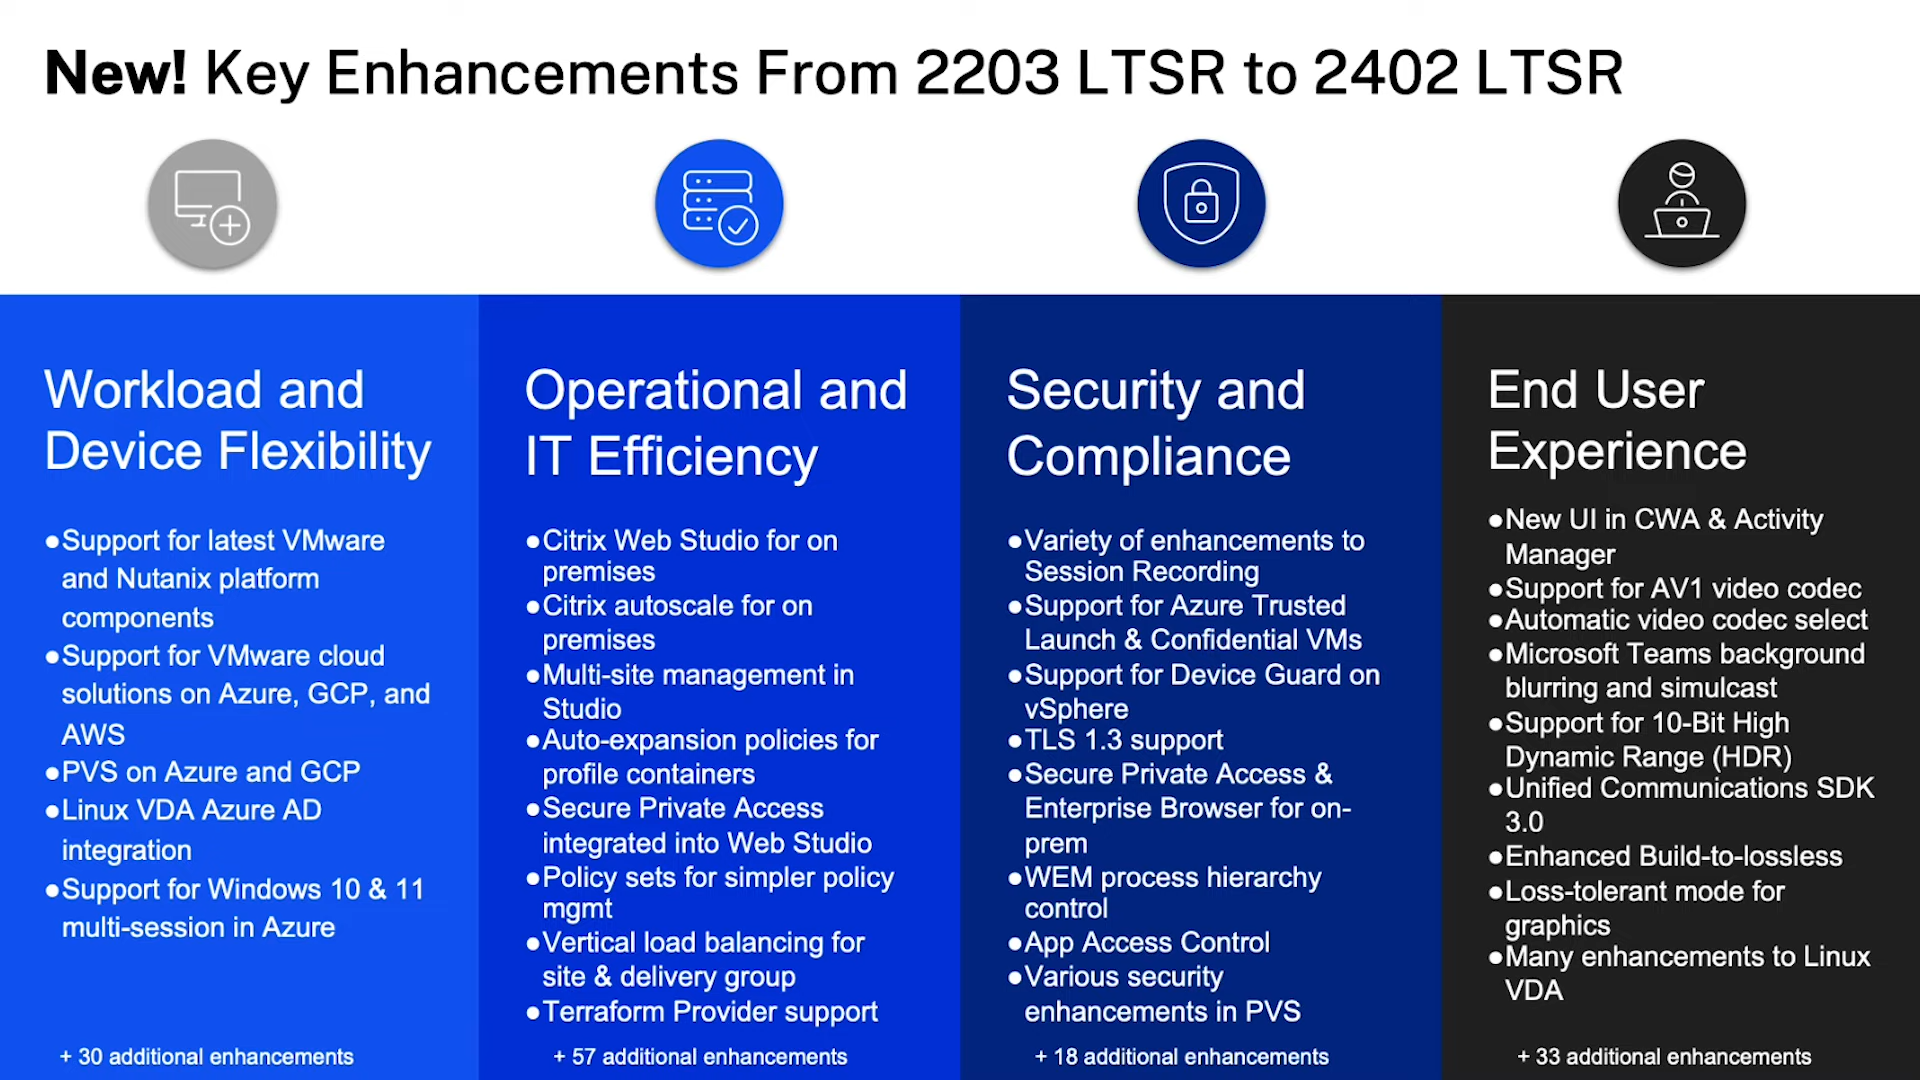 New! Key Enhancements From 2203 LTSR to 2402 LTSR
Workload and
Device Flexibility
●Support for latest VMware
and Nutanix platform
components
●Support for VMware cloud
solutions on Azure, GCP, and
AWS
●PVS on Azure and GCP
●Linux VDA Azure AD
integration
●Support for Windows 10 & 11
multi-session in Azure
+ 30 additional enhancements
Operational and
IT Efficiency
●Citrix Web Studio for on
premises
●Citrix autoscale for on
premises
●Multi-site management in
Studio
●Auto-expansion policies for
profile containers
●Secure Private Access
integrated into Web Studio
●Policy sets for simpler policy
mgmt
●Vertical load balancing for
site & delivery group
●Terraform Provider support
+ 57 additional enhancements
Security and
Compliance
●Variety of enhancements to
Session Recording
●Support for Azure Trusted
Launch & Confidential VMs
●Support for Device Guard on
vSphere
●TLS 1.3 support
●Secure Private Access &
Enterprise Browser for on-
prem
●WEM process hierarchy
control
●App Access Control
●Various security
enhancements in PVS
+ 18 additional enhancements
End User
Experience
●New UI in CWA & Activity
Manager
●Support for AV1 video codec
●Automatic video codec select
●Microsoft Teams background
blurring and simulcast
●Support for 10-Bit High
Dynamic Range (HDR)
●Unified Communications SDK
3.0
●Enhanced Build-to-lossless
●Loss-tolerant mode for
graphics
●Many enhancements to Linux
VDA
+ 33 additional enhancements